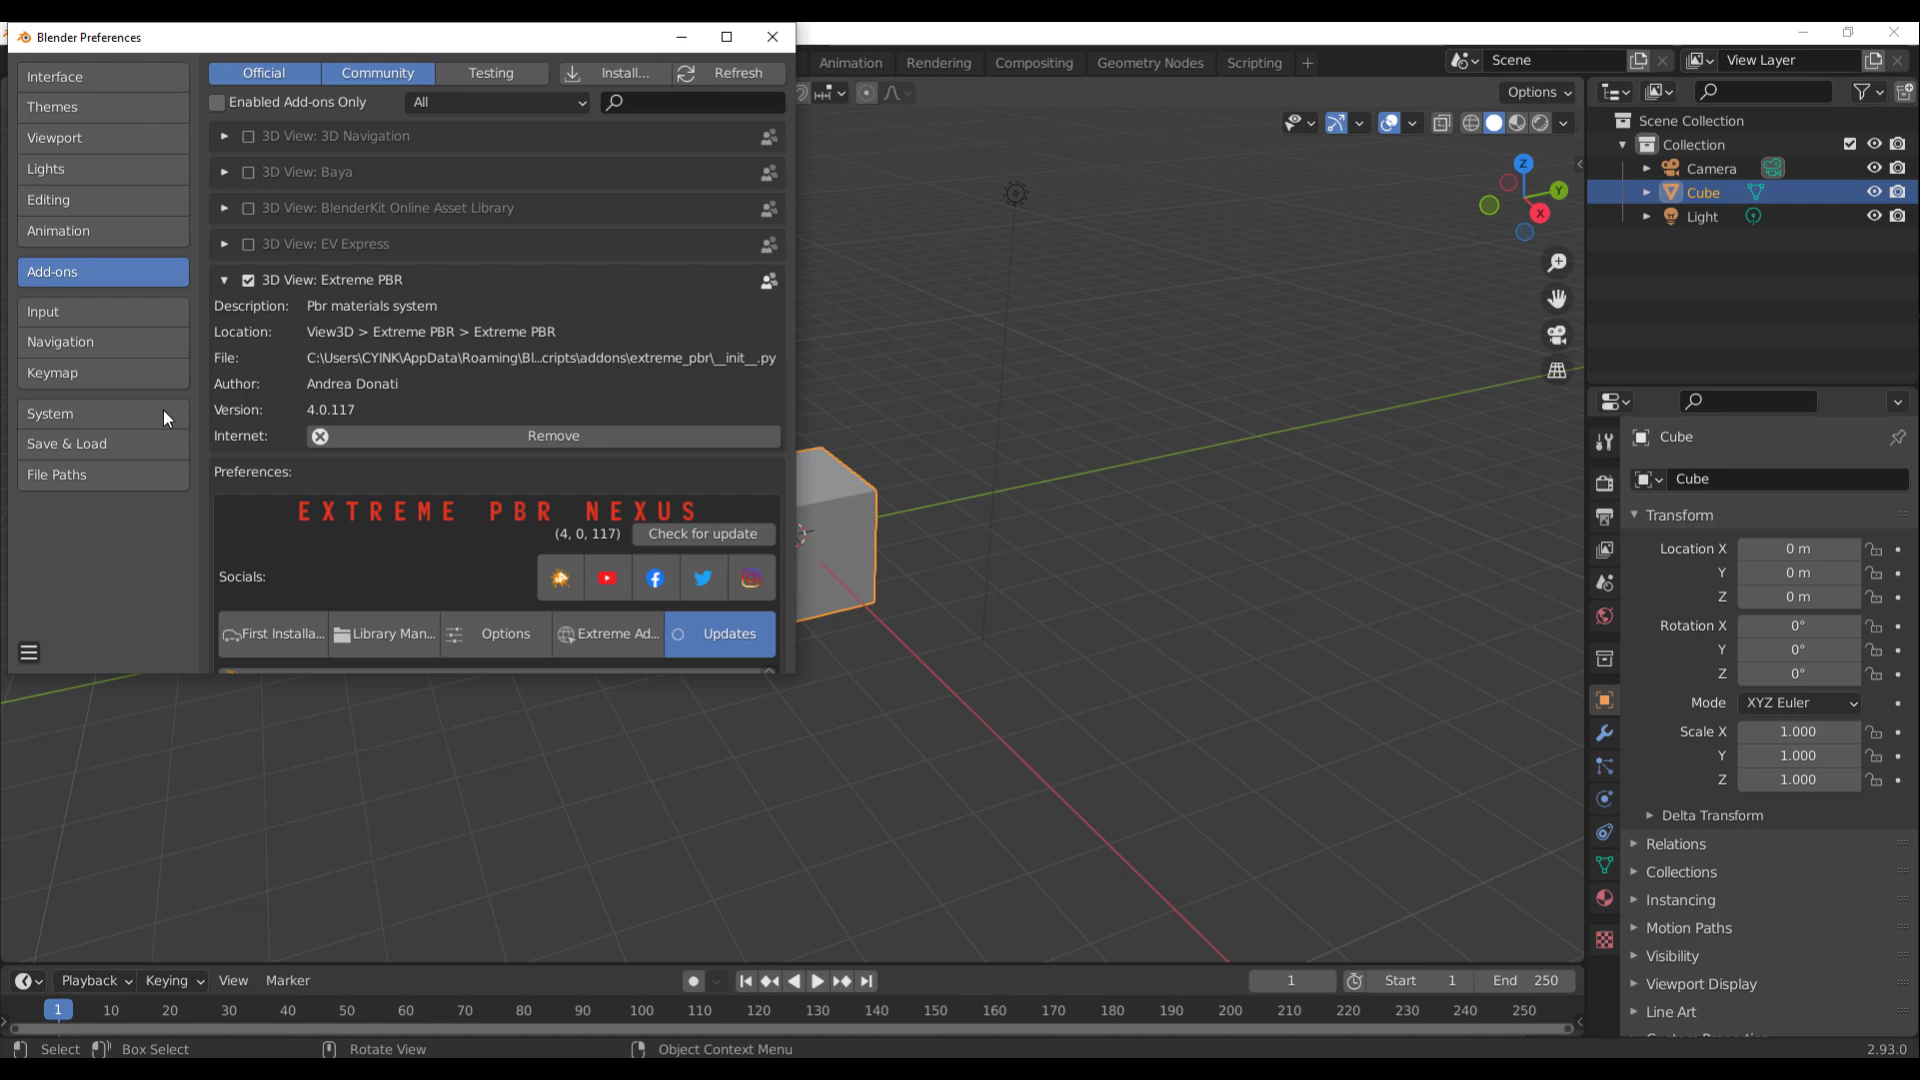 Blender Preferences
Interface
Themes
Viewport
Lights
Editing
Animation
Add-ons
Input
Navigation
Keymap
System
Save & Load
File Paths
Official Community Testing Install... Refresh
Enabled Add-ons Only All
3D View: 3D Navigation
3D View: Baya
3D View: BlenderKit Online Asset Library
3D View: EV Express
3D View: Extreme PBR
Description: Pbr materials system
Location: View3D > Extreme PBR > Extreme PBR
File: C:\Users\CYINK\AppData\Roaming\Bl...cripts\addons\extreme_pbr\__init__.py
Author: Andrea Donati
Version: 4.0.117
Internet: Remove
Preferences:
EXTREME PBR NEXUS
(4, 0, 117) Check for update
Socials:
First Installa... Library Man... Options Extreme Ad... Updates
Animation Rendering Compositing Geometry Nodes Scripting +
Scene
View Layer
Options
Z
Y
X
Scene Collection
Collection
Camera
Cube
Light
Cube
Cube
Transform
Location X 0 m
Y 0 m
Z 0 m
Rotation X 0°
Y 0°
Z 0°
Mode XYZ Euler
Scale X 1.000
Y 1.000
Z 1.000
Delta Transform
Relations
Collections
Instancing
Motion Paths
Visibility
Viewport Display
Line Art
Playback Keying View Marker
1 Start 1 End 250
1 10 20 30 40 50 60 70 80 90 100 110 120 130 140 150 160 170 180 190 200 210 220 230 240 250
Select Box Select Rotate View Object Context Menu 2.93.0